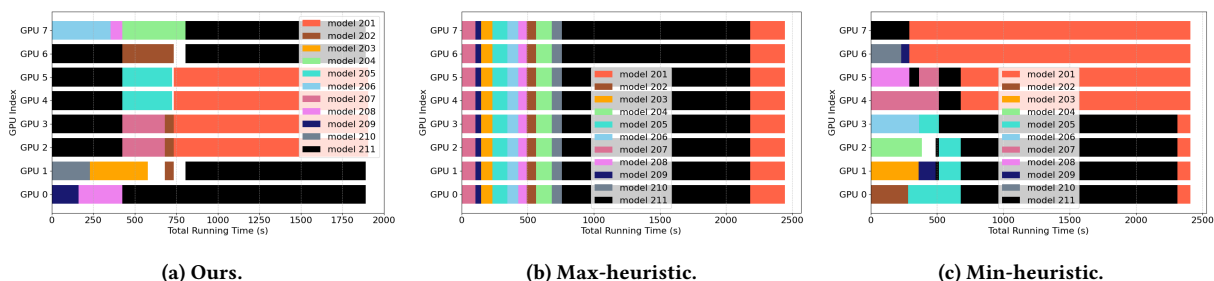 GPU 7
GPU 6
GPU 5
GPU 4
GPU 3
GPU 2
GPU 1
GPU 0
GPU Index
0 250 500 750 1000 1250 1500 1750 2000
Total Running Time (s)
model 201
model 202
model 203
model 204
model 205
model 206
model 207
model 208
model 209
model 210
model 211
(a) Ours.
GPU 7
GPU 6
GPU 5
GPU 4
GPU 3
GPU 2
GPU 1
GPU 0
GPU Index
0 500 1000 1500 2000 2500
Total Running Time (s)
model 201
model 202
model 203
model 204
model 205
model 206
model 207
model 208
model 209
model 210
model 211
(b) Max-heuristic.
GPU 7
GPU 6
GPU 5
GPU 4
GPU 3
GPU 2
GPU 1
GPU 0
GPU Index
0 500 1000 1500 2000 2500
Total Running Time (s)
model 201
model 202
model 203
model 204
model 205
model 206
model 207
model 208
model 209
model 210
model 211
(c) Min-heuristic.